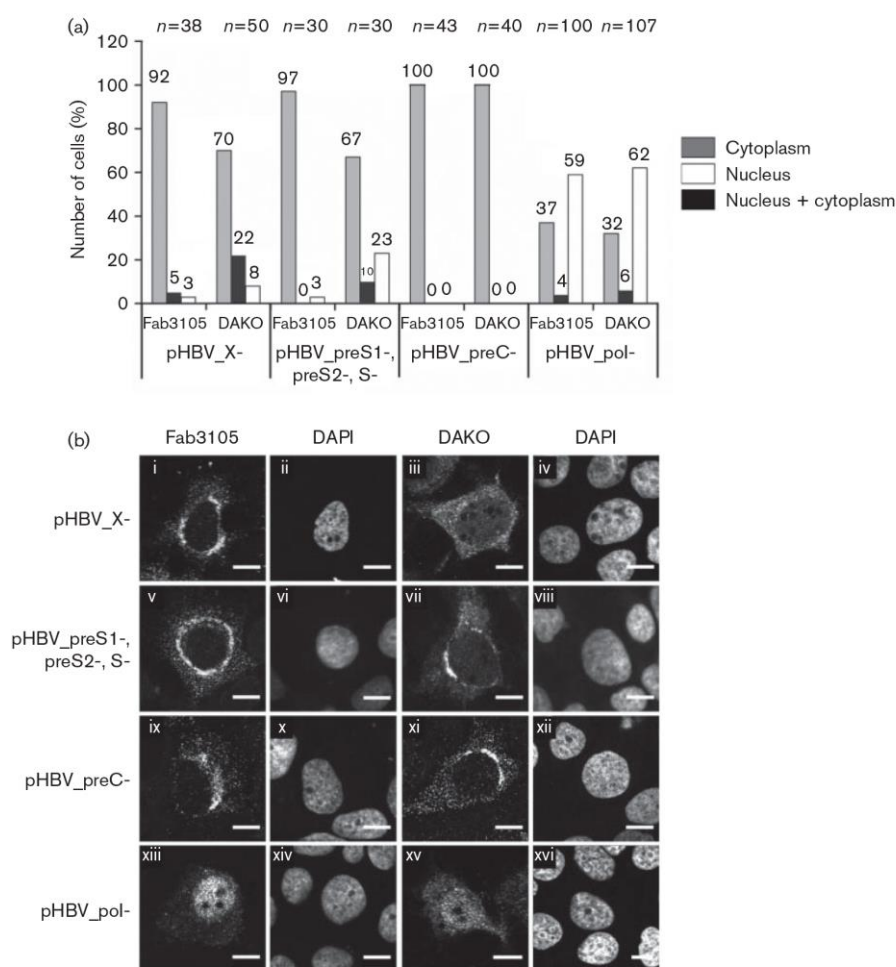 (a) n=38 n=50 n=30 n=30 n=43 n=40 n=100 n=107
Number of cells (%)
120
100
80
60
40
20
0
92 5 3 70 22 8 97 0 3 67 10 23 100 0 0 100 0 0 37 4 59 32 6 62
Cytoplasm
Nucleus
Nucleus + cytoplasm
Fab3105 DAKO Fab3105 DAKO Fab3105 DAKO Fab3105 DAKO
pHBV_X- pHBV_preS1-, pHBV_preC- pHBV_pol-
preS2-, S-
(b) Fab3105 DAPI DAKO DAPI
pHBV_X- i ii iii iv
pHBV_preS1-,
preS2-, S-
v vi vii viii
pHBV_preC- ix x xi xii
pHBV_pol- xiii xiv xv xvi